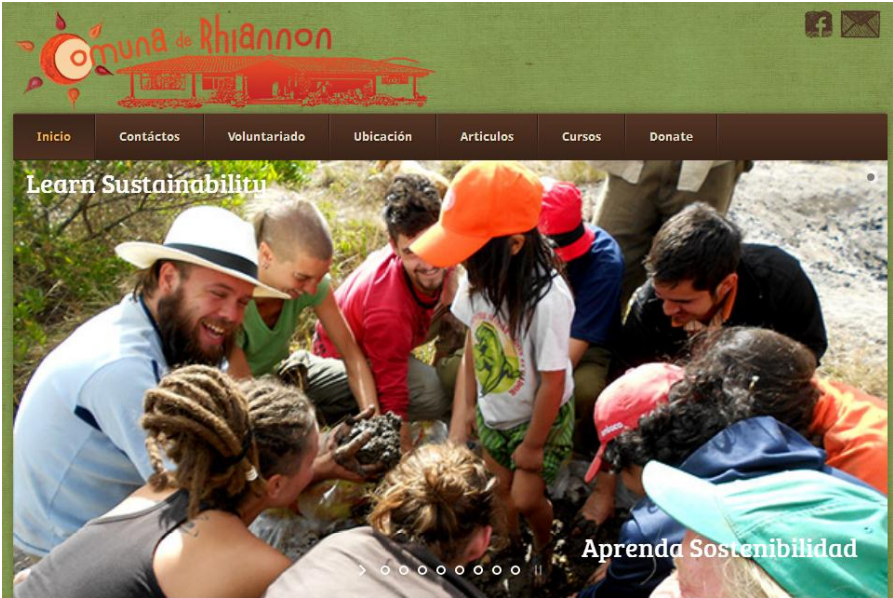 Comuna de Rhiannon
Inicio
Contáctos
Voluntariado
Ubicación
Articulos
Cursos
Donate
Learn Sustainability
Aprenda Sostenibilidad